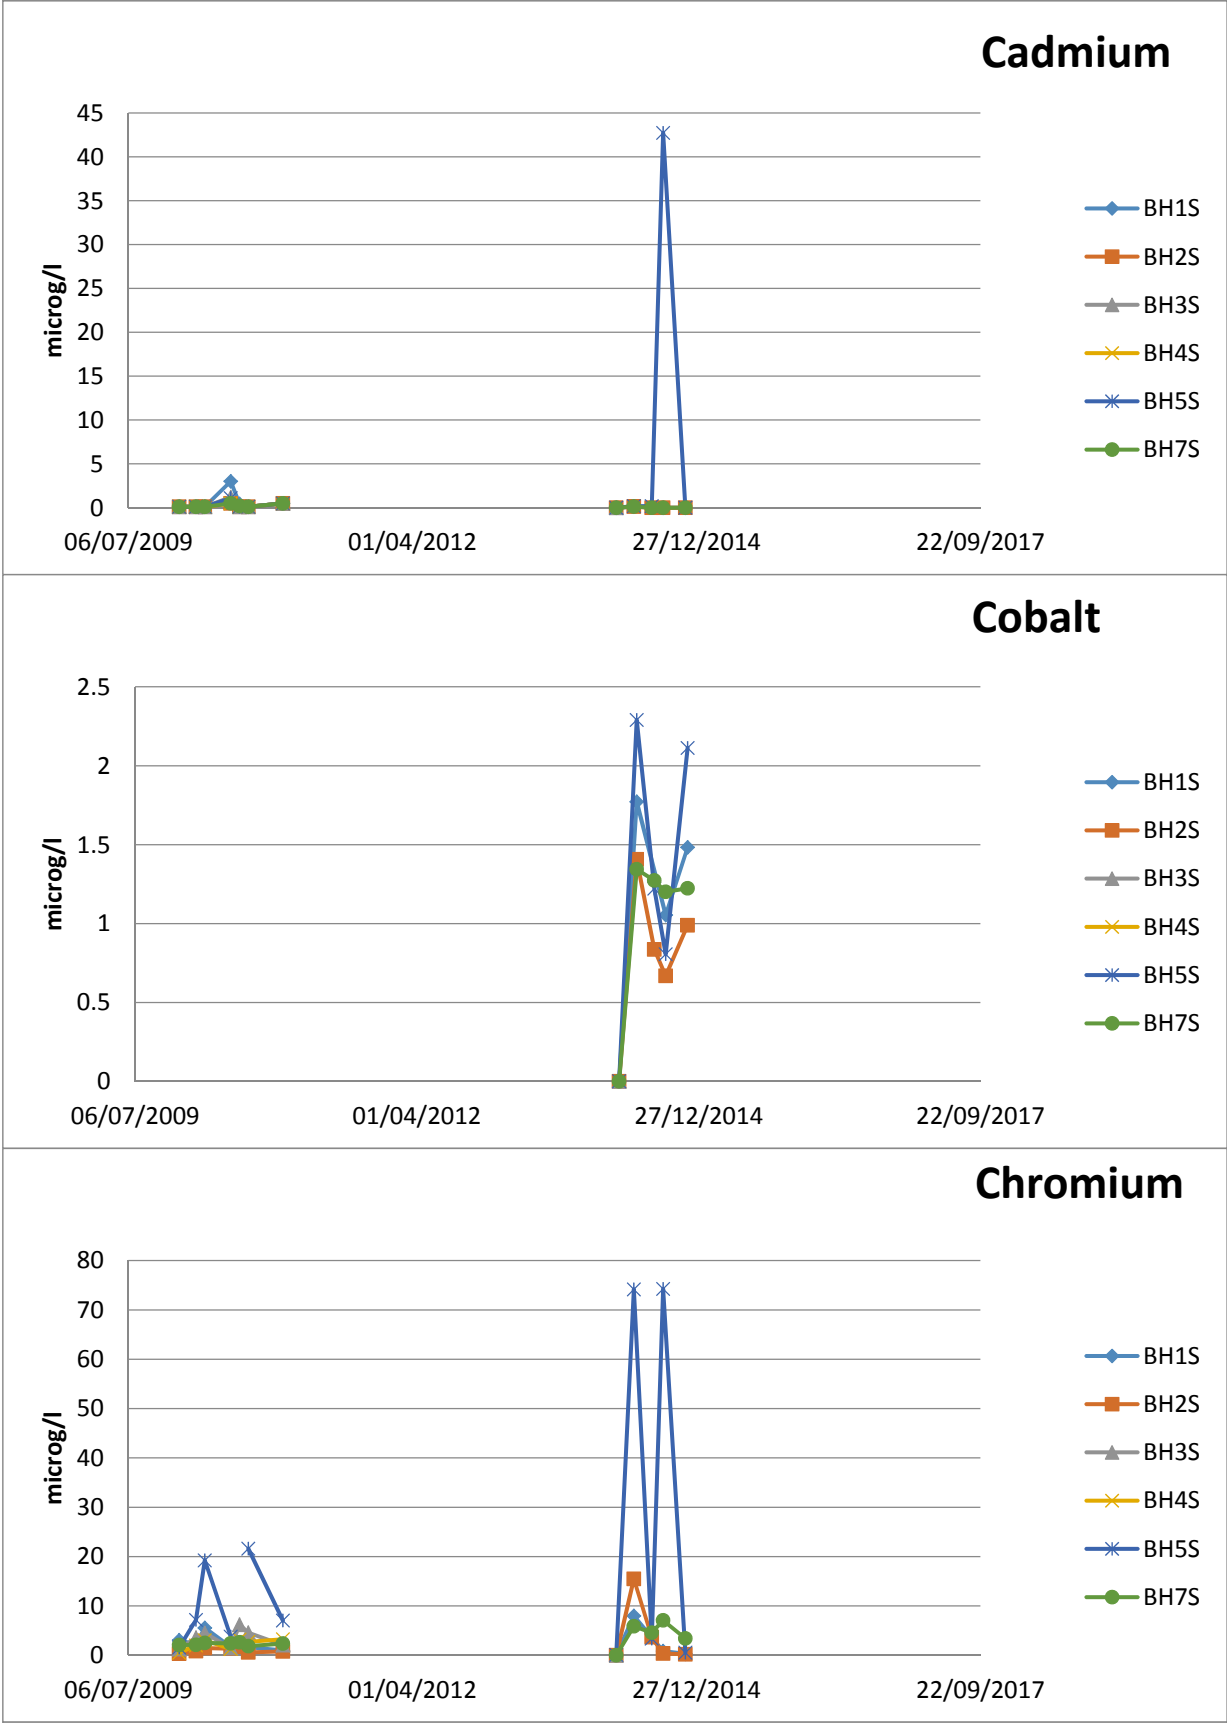 Cadmium
45
40
35
30
25
20
15
10
5
0
microg/l
06/07/2009 01/04/2012 27/12/2014 22/09/2017
BH1S
BH2S
BH3S
BH4S
BH5S
BH7S
Cobalt
2.5
2
1.5
1
0.5
0
microg/l
06/07/2009 01/04/2012 27/12/2014 22/09/2017
BH1S
BH2S
BH3S
BH4S
BH5S
BH7S
Chromium
80
70
60
50
40
30
20
10
0
microg/l
06/07/2009 01/04/2012 27/12/2014 22/09/2017
BH1S
BH2S
BH3S
BH4S
BH5S
BH7S